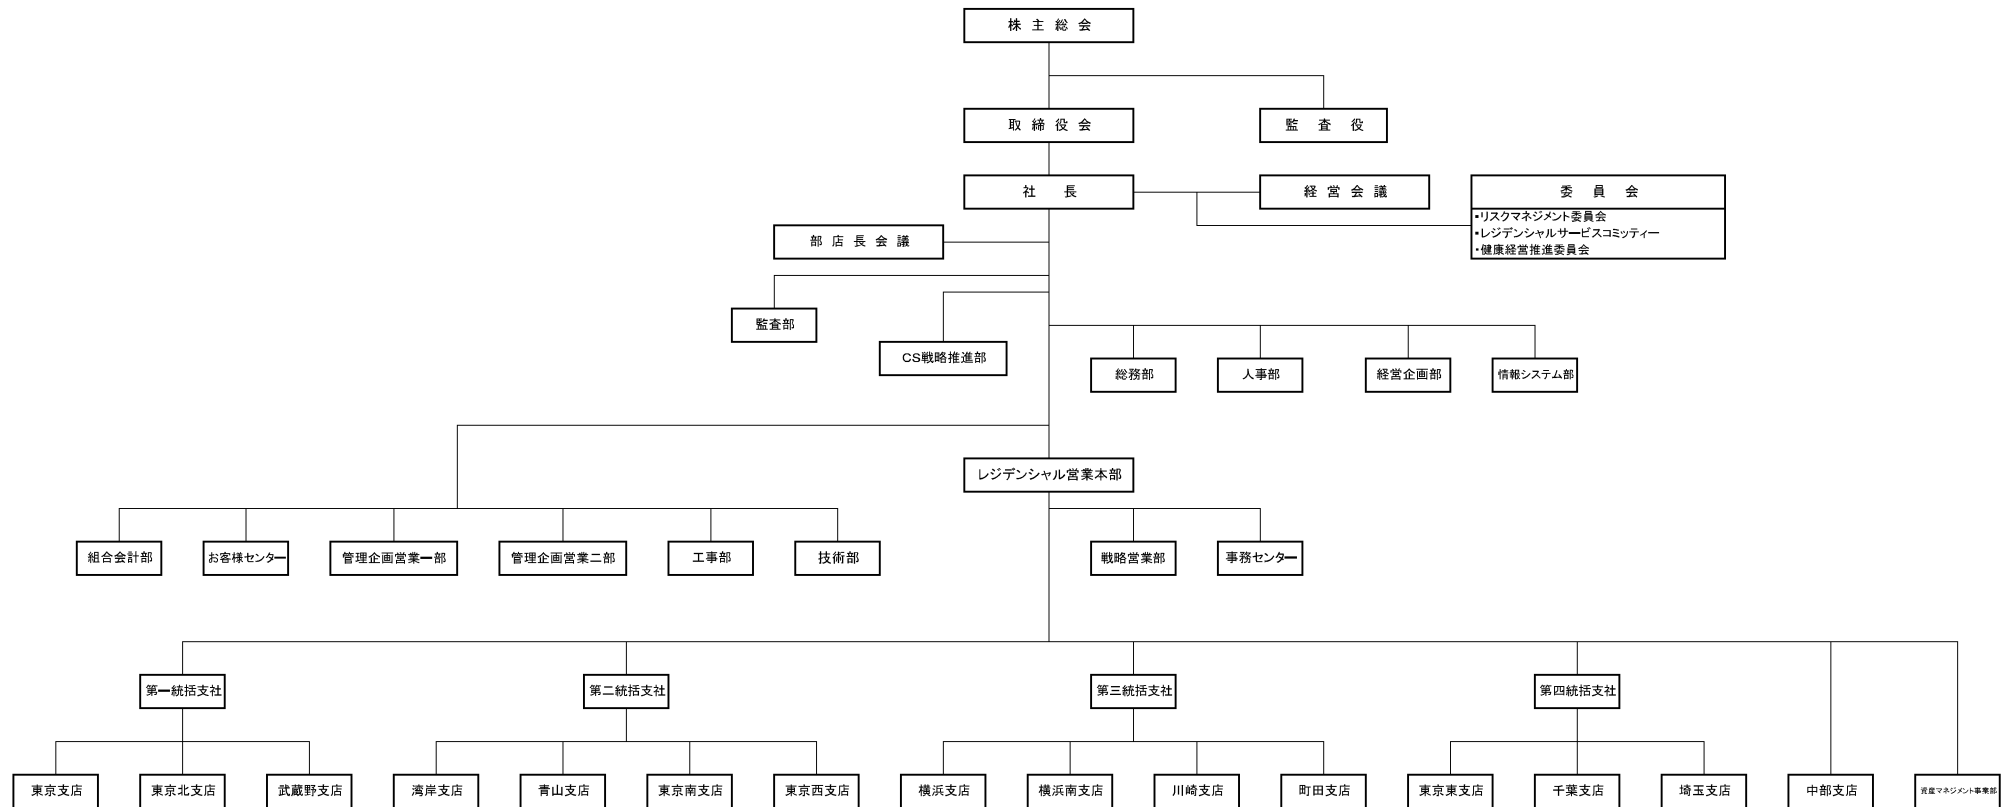 株主総会
取締役会
監査役
社長
経営会議
委員会
▪リスクマネジメント委員会
▪レジデンシャルサービスコミッティー
・健康経営推進委員会
部店長会議
監査部
CS戦略推進部
総務部
人事部
経営企画部
情報システム部
レジデンシャル営業本部
組合会計部
お客様センター
管理企画営業一部
管理企画営業二部
工事部
技術部
戦略営業部
事務センター
第一統括支社
第二統括支社
第三統括支社
第四統括支社
東京支店
東京北支店
武蔵野支店
湾岸支店
青山支店
東京南支店
東京西支店
横浜支店
横浜南支店
川崎支店
町田支店
東京東支店
千葉支店
埼玉支店
中部支店
資産マネジメント事業部